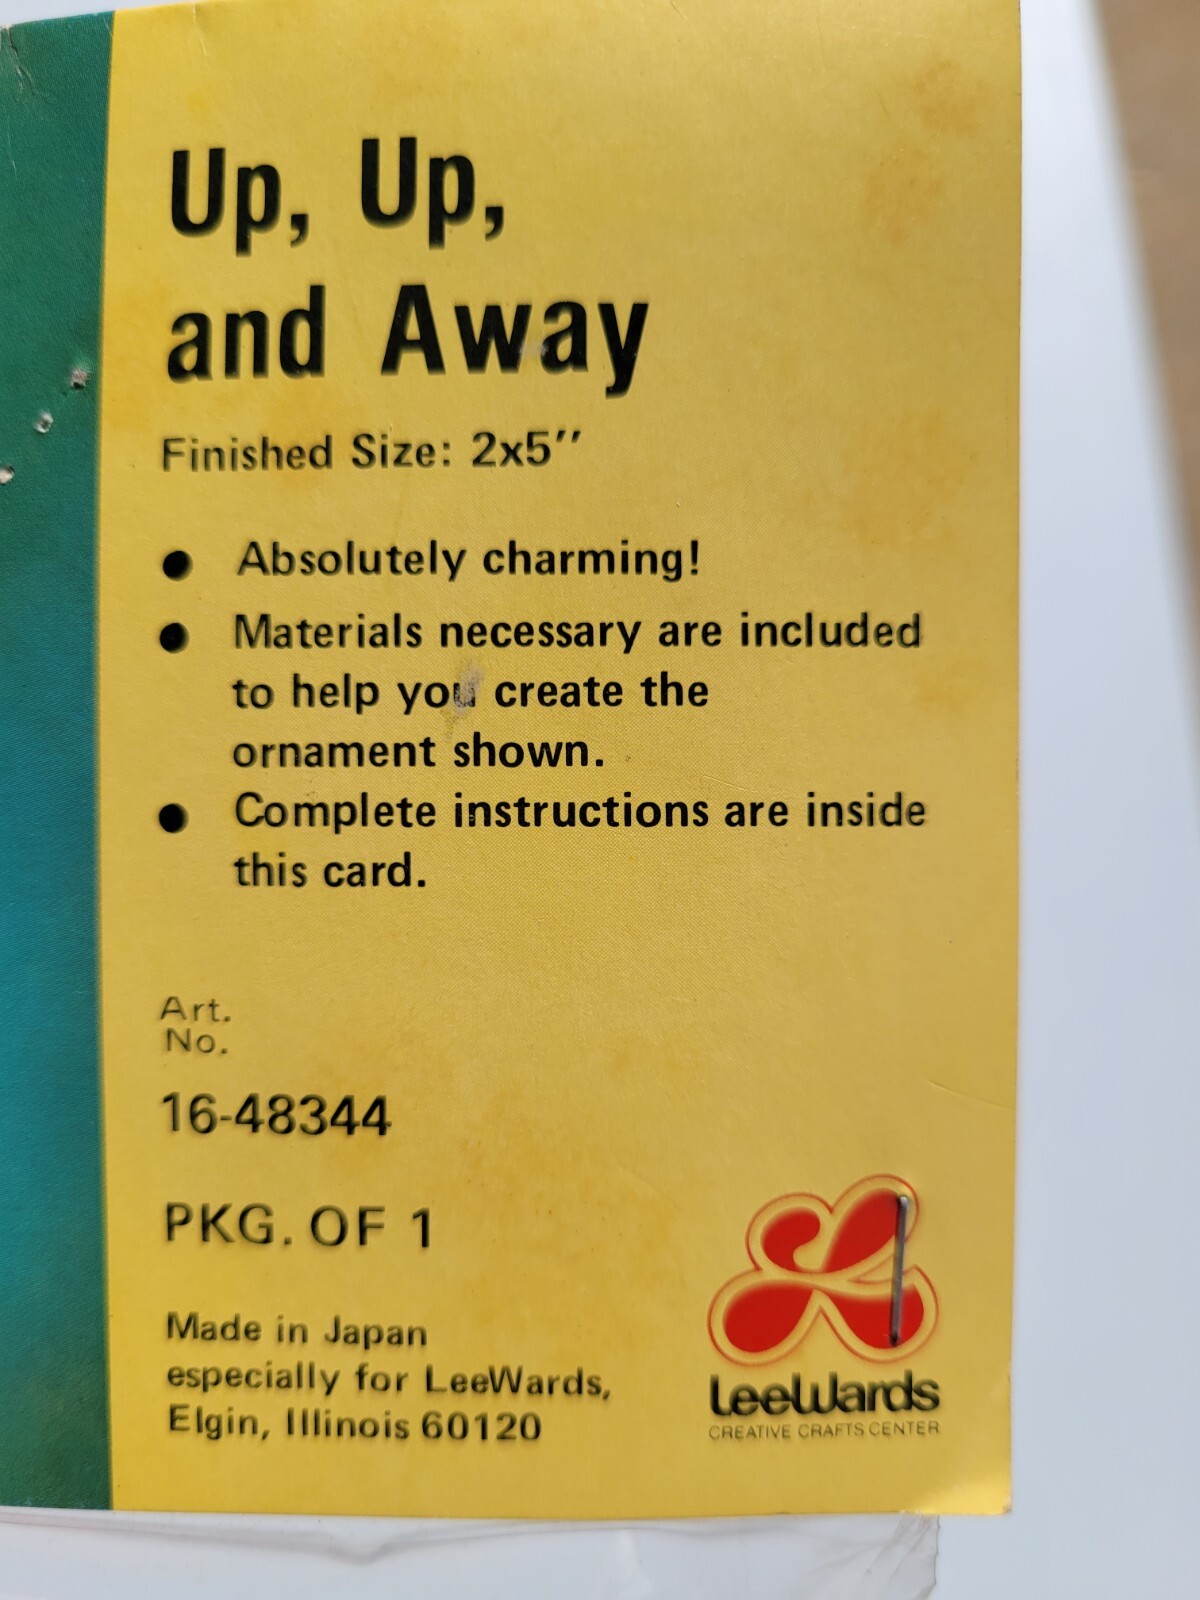 Up, Up,
and Away
Finished Size: 2x5"
● Absolutely charming!
● Materials necessary are included
to help you create the
ornament shown.
● Complete instructions are inside
this card.
Art.
No.
16-48344
PKG. OF 1
Made in Japan
especially for LeeWards,
Elgin, Illinois 60120
LeeWards
CREATIVE CRAFTS CENTER